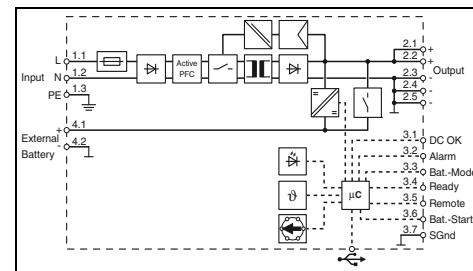 L 1.1
Input N 1.2
PE 1.3
Active PFC
2.1 +
2.2 +
Output
2.3 -
2.4 -
2.5 -
External Battery
+ 4.1
- 4.2
3.1 DC OK
3.2 Alarm
3.3 Bat.-Mode
3.4 Ready
3.5 Remote
3.6 Bat.-Start
3.7 SGnd
ϑ
µC